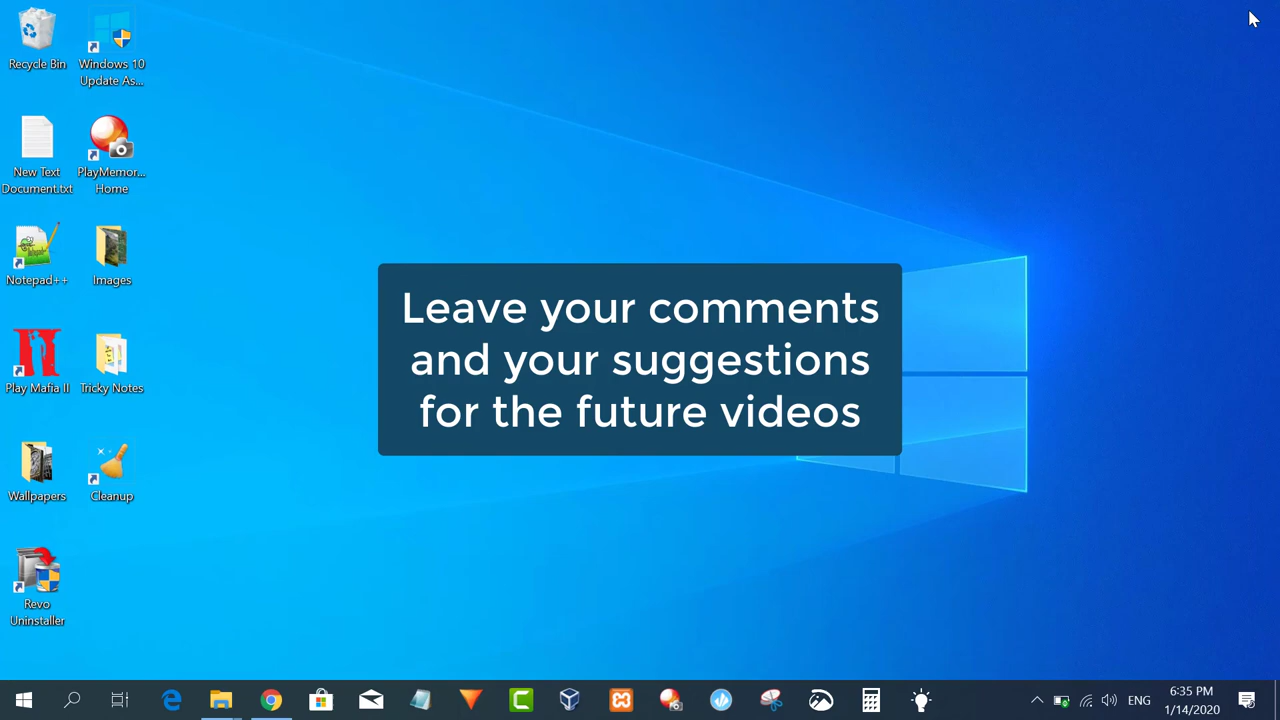 Recycle Bin
Windows 10
Update As...
New Text
Document.txt
PlayMemor...
Home
Notepad++
Images
Play Mafia II
Tricky Notes
Wallpapers
Cleanup
Revo
Uninstaller
Leave your comments
and your suggestions
for the future videos
ENG
6:35 PM
1/14/2020